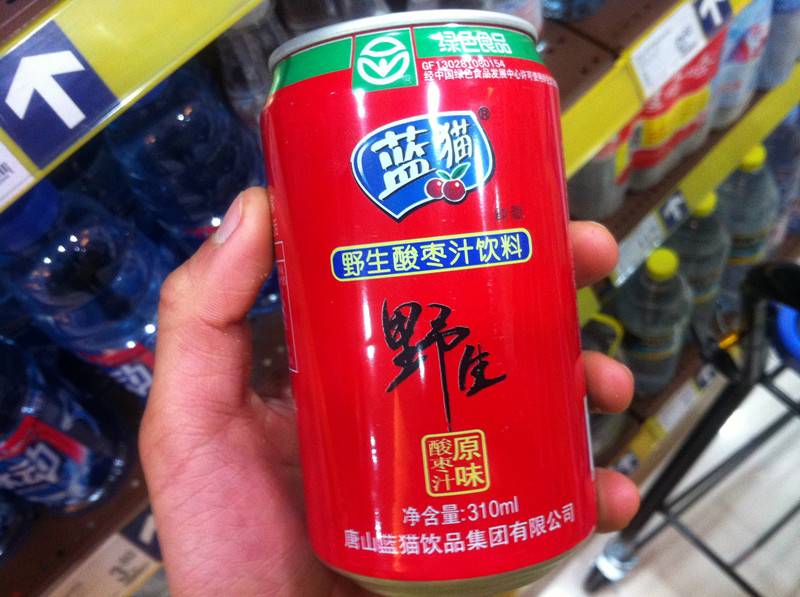 绿色食品
GF130281080154
经中国绿色食品发展中心许可使用
蓝猫®
野生酸枣汁饮料
野生
原味
酸枣汁
净含量:310ml
唐山蓝猫饮品集团有限公司